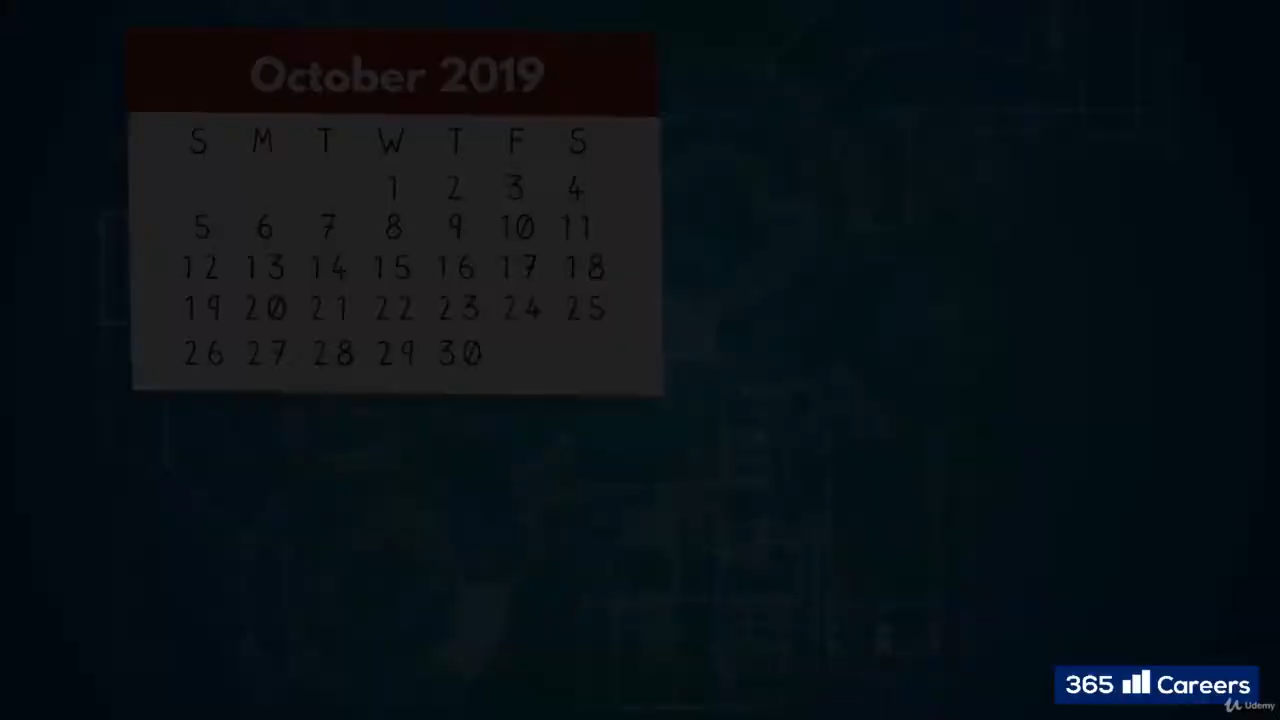 October 2019
S M T W T F S
1 2 3 4
5 6 7 8 9 10 11
12 13 14 15 16 17 18
19 20 21 22 23 24 25
26 27 28 29 30
365 Careers
Udemy